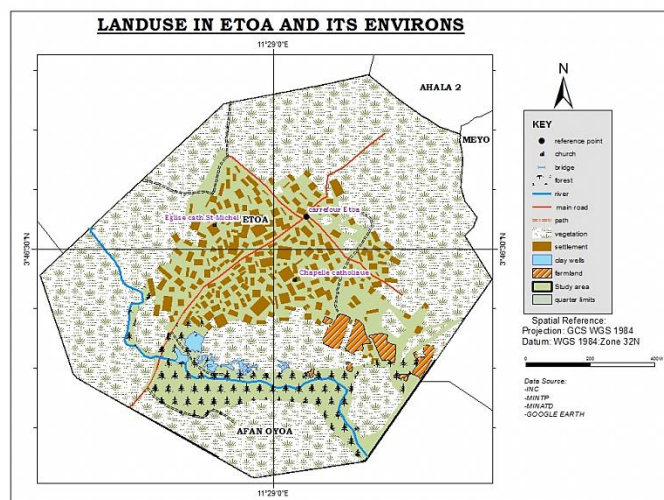 LANDUSE IN ETOA AND ITS ENVIRONS
11°29'0"E
N
AHALA 2
MEYO
KEY
reference point
church
bridge
forest
river
main road
path
vegetation
settlement
clay wells
farmland
Study area
quarter limits
carrefour Etoa
Eglise cath St-Michel
ETOA
3°46'30"N
3°46'30"N
Chapelle catholique
Spatial Reference:
Projection: GCS WGS 1984
Datum: WGS 1984:Zone 32N
0
200
Data Source:
-INC
-MINTP
-MINATD
-GOOGLE EARTH
AFAN OYOA
11°29'0"E